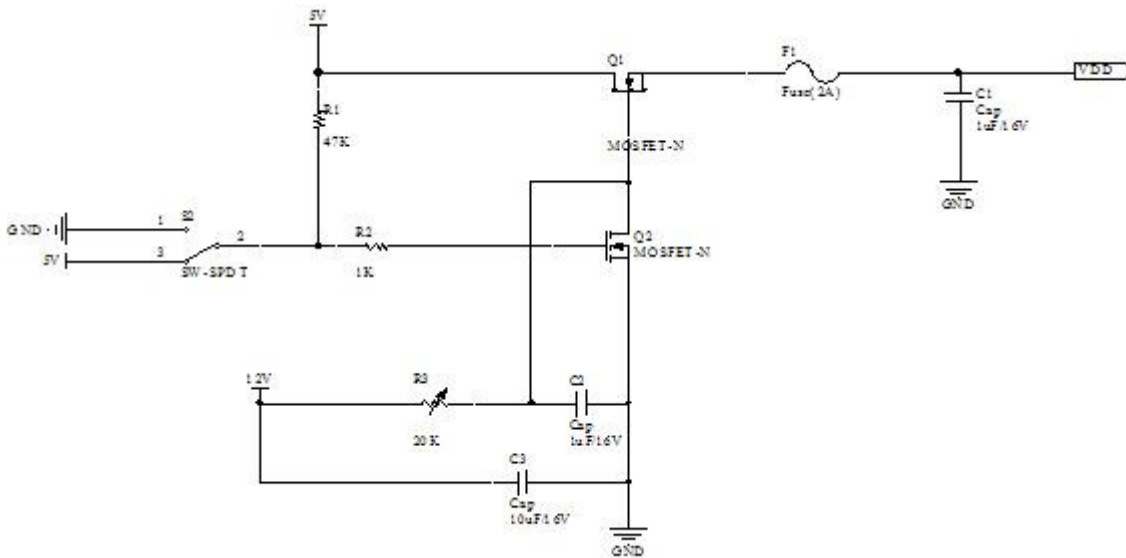 5V
F1
Q1
VDD
R1
Fuse(2A)
C1
Cap
1uF/16V
47K
MOSFET-N
GND
1
S2
GND
2
R2
Q2
MOSFET-N
5V
3
SW-SPDT
1K
12V
R3
C2
Cap
1uF/16V
20K
C3
Cap
10uF/16V
GND